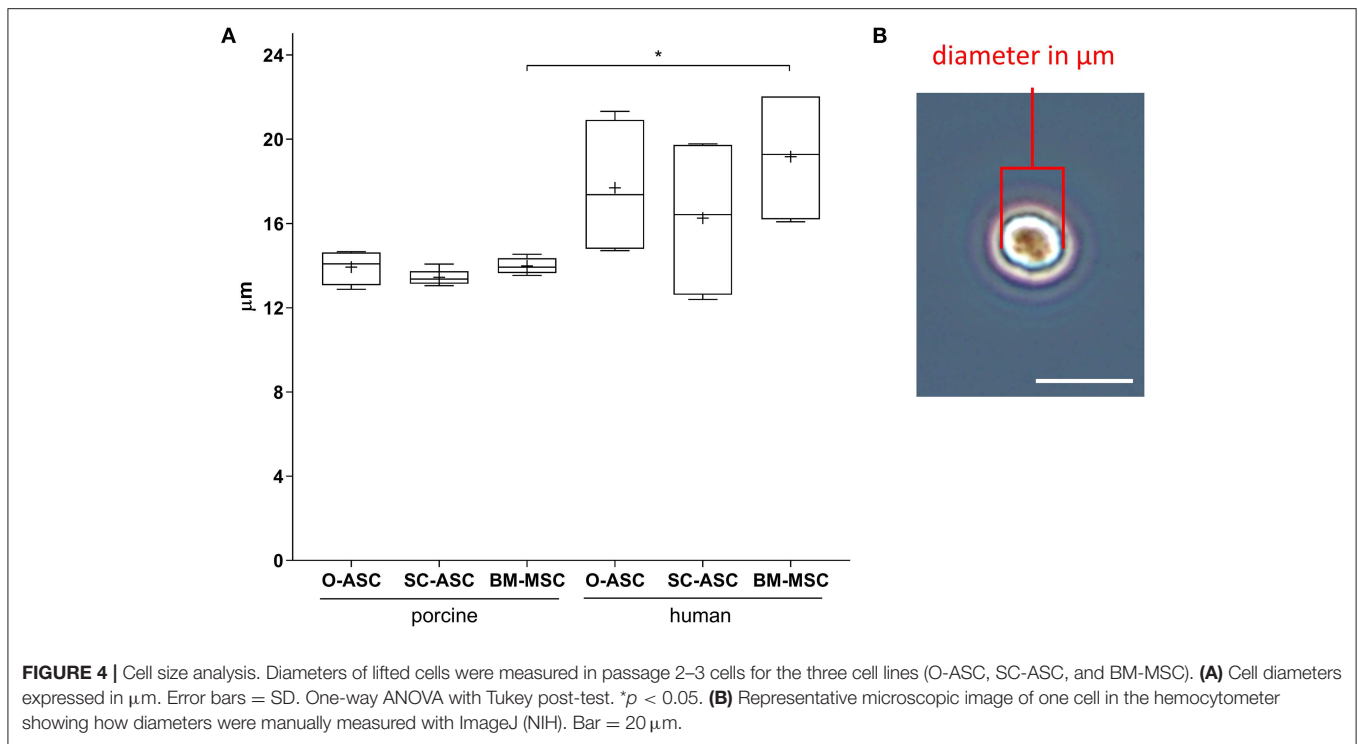 A
B
diameter in µm
*
24
20
16
12
8
4
0
µm
O-ASC SC-ASC BM-MSC O-ASC SC-ASC BM-MSC
porcine human
FIGURE 4 | Cell size analysis. Diameters of lifted cells were measured in passage 2–3 cells for the three cell lines (O-ASC, SC-ASC, and BM-MSC). (A) Cell diameters
expressed in µm. Error bars = SD. One-way ANOVA with Tukey post-test. *p < 0.05. (B) Representative microscopic image of one cell in the hemocytometer
showing how diameters were manually measured with ImageJ (NIH). Bar = 20 µm.